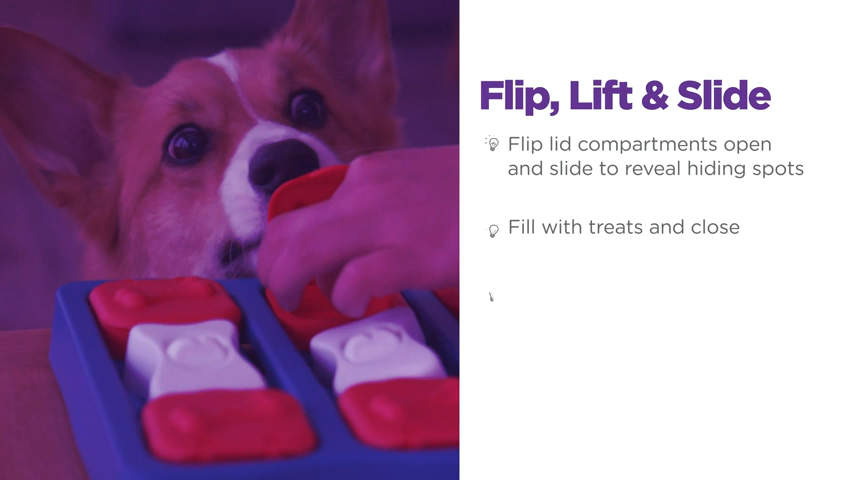 Flip, Lift & Slide
Flip lid compartments open
and slide to reveal hiding spots
Fill with treats and close